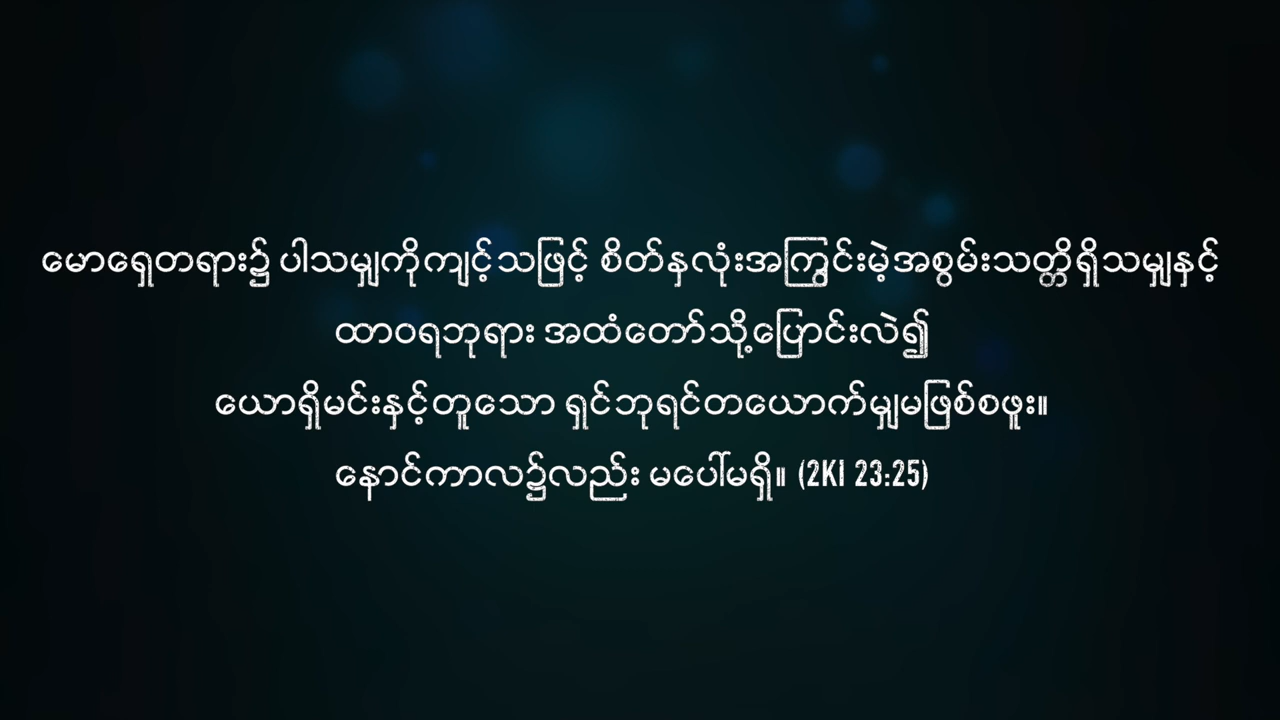 မောရှေတရား၌ ပါသမျှကိုကျင့်သဖြင့် စိတ်နှလုံးအကြွင်းမဲ့အစွမ်းသတ္တိရှိသမျှနှင့်
ထာဝရဘုရား အထံတော်သို့ပြောင်းလဲ၍
ယောရှိမင်းနှင့်တူသော ရှင်ဘုရင်တယောက်မျှမဖြစ်စဖူး။
နောင်ကာလ၌လည်း မပေါ်မရှိ။ (2KI 23:25)